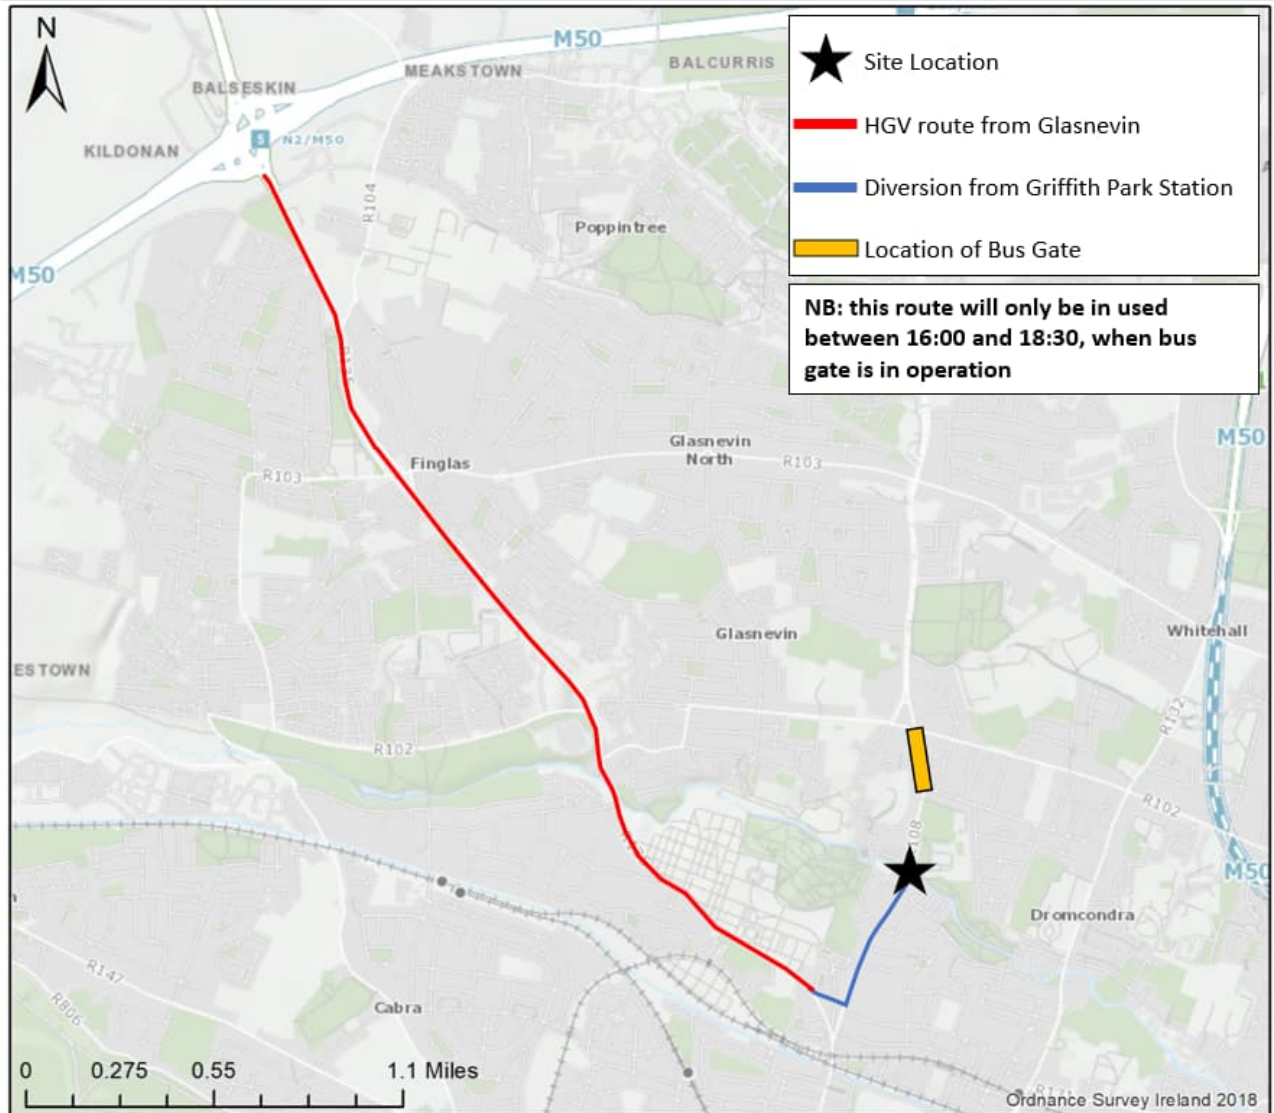 N
M50
BALSESKIN
MEAKSTOWN
BALCURRIS
5
N2/M50
KILDONAN
R104
Poppintree
M50
Site Location
HGV route from Glasnevin
Diversion from Griffith Park Station
Location of Bus Gate
NB: this route will only be in used
between 16:00 and 18:30, when bus
gate is in operation
M50
Glasnevin
North
R103
Finglas
R103
Glasnevin
Whitehall
ESTOWN
R132
R102
R102
108
M50
Dromcondra
R147
R806
Cabra
0
0.275
0.55
1.1 Miles
Ordnance Survey Ireland 2018